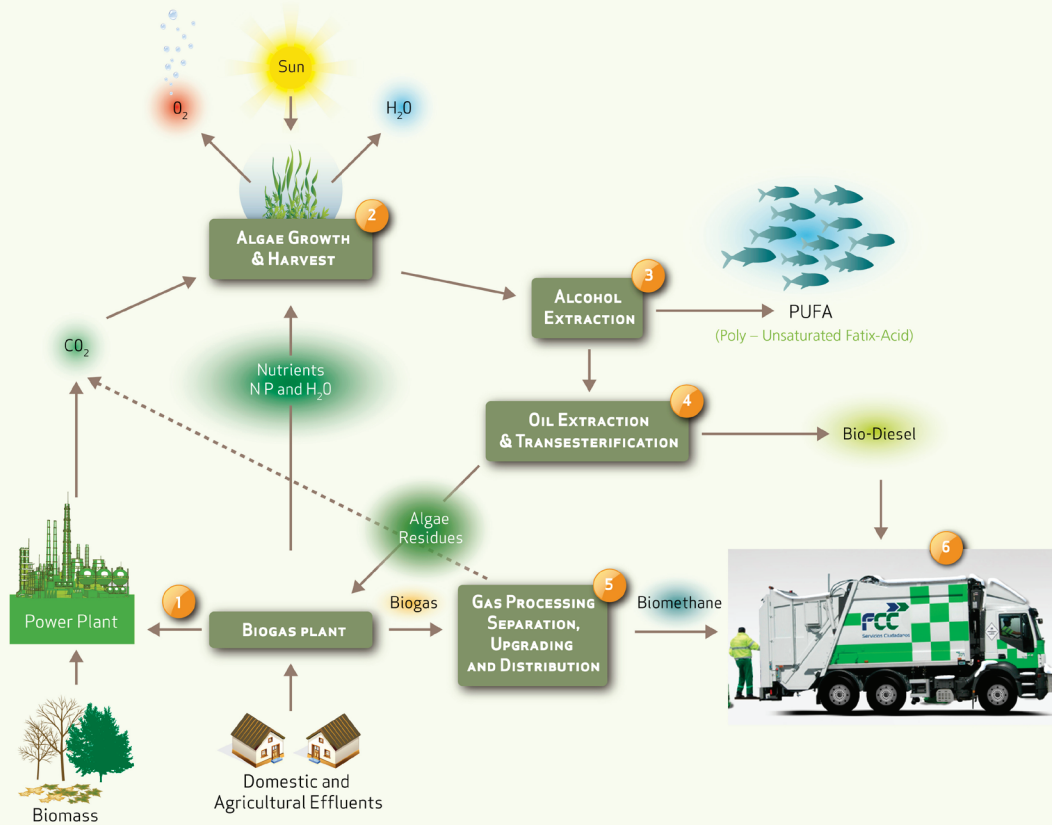 Sun
O₂
H₂O
2
ALGAE GROWTH
& HARVEST
3
ALCOHOL
EXTRACTION
PUFA
(Poly – Unsaturated Fatix-Acid)
CO₂
Nutrients
N P and H₂O
4
OIL EXTRACTION
& TRANSESTERIFICATION
Bio-Diesel
Algae
Residues
6
1
Power Plant
BIOGAS PLANT
Biogas
5
GAS PROCESSING
SEPARATION,
UPGRADING
AND DISTRIBUTION
Biomethane
FCC
Servicios Ciudadanos
Domestic and
Agricultural Effluents
Biomass